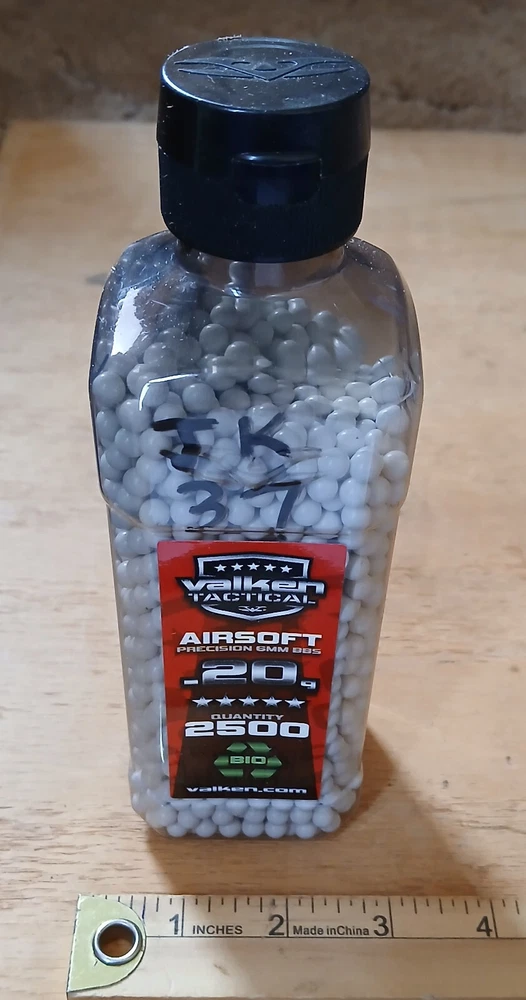 JK
37
valken
TACTICAL
AIRSOFT
PRECISION 6MM BBS
.20g
QUANTITY
2500
BIO
valken.com
1 INCHES 2 Made in China 3 4